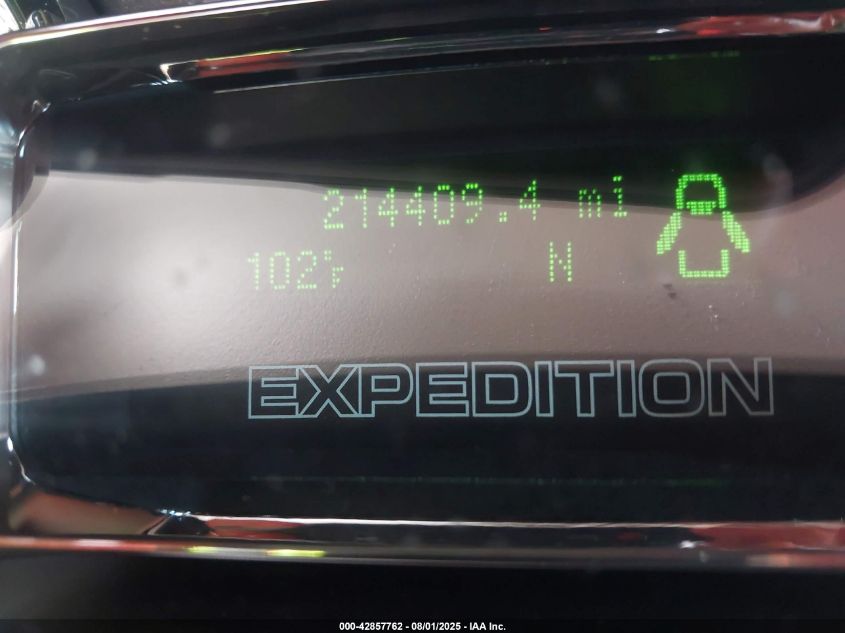 214409.4 mi
102°F N
EXPEDITION
000-42857762 - 08/01/2025 - IAA Inc.